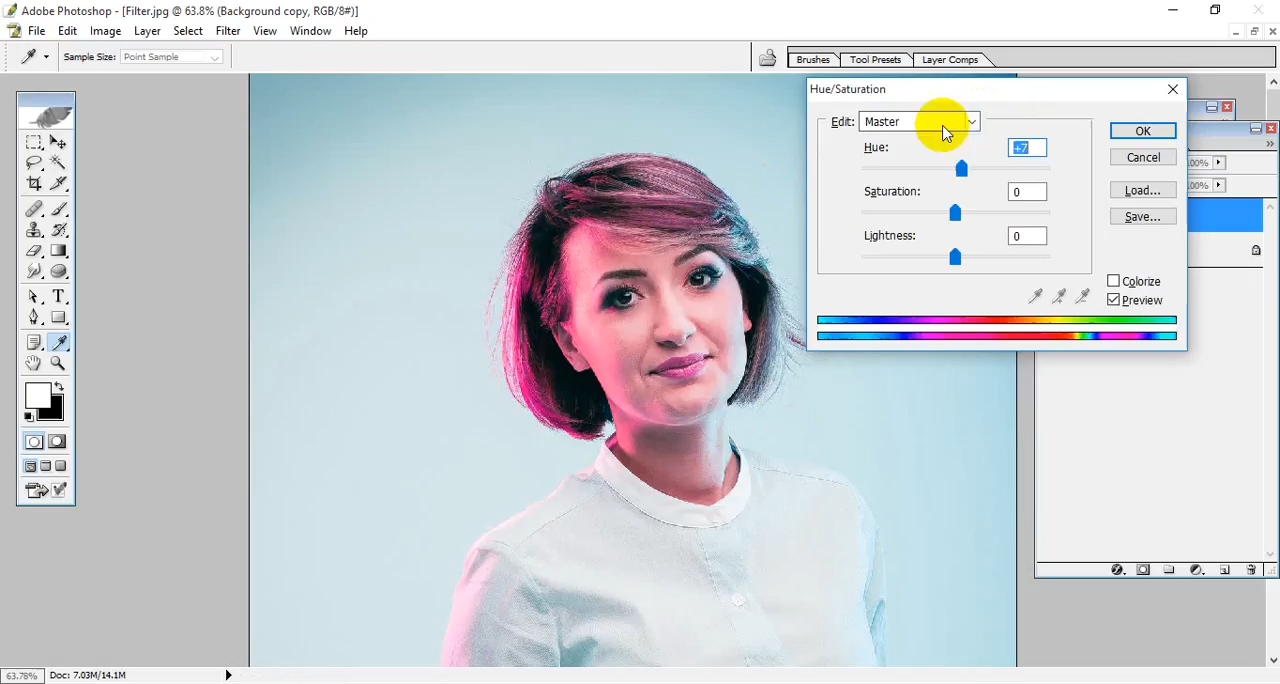 Adobe Photoshop - [Filter.jpg @ 63.8% (Background copy, RGB/8#)]
File Edit Image Layer Select Filter View Window Help
Sample Size: Point Sample
Brushes Tool Presets Layer Comps
Hue/Saturation
Edit: Master
OK
Hue: +7
Cancel
Saturation: 0
Load...
Save...
Lightness: 0
Colorize
Preview
63.78% Doc: 7.03M/14.1M